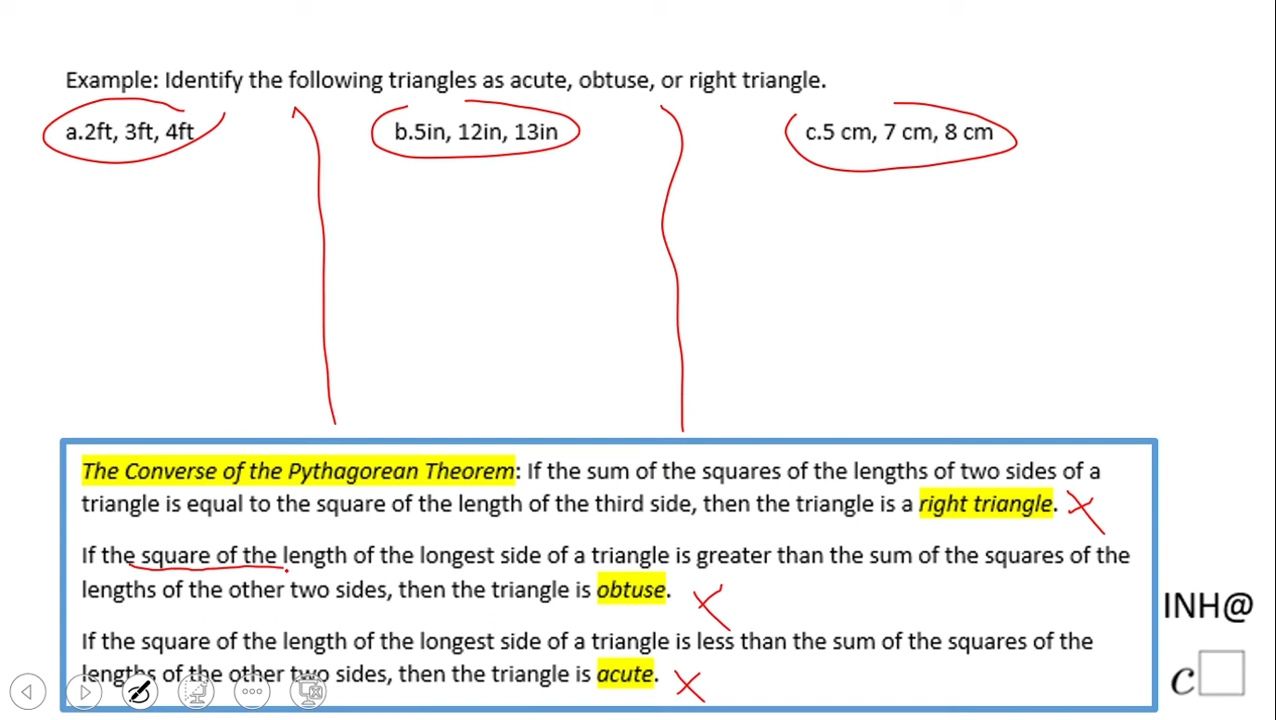 Example: Identify the following triangles as acute, obtuse, or right triangle.
a.2ft, 3ft, 4ft
b.5in, 12in, 13in
c.5 cm, 7 cm, 8 cm
The Converse of the Pythagorean Theorem: If the sum of the squares of the lengths of two sides of a
triangle is equal to the square of the length of the third side, then the triangle is a right triangle.
If the square of the length of the longest side of a triangle is greater than the sum of the squares of the
lengths of the other two sides, then the triangle is obtuse.
If the square of the length of the longest side of a triangle is less than the sum of the squares of the
lengths of the other two sides, then the triangle is acute.
INH@
c